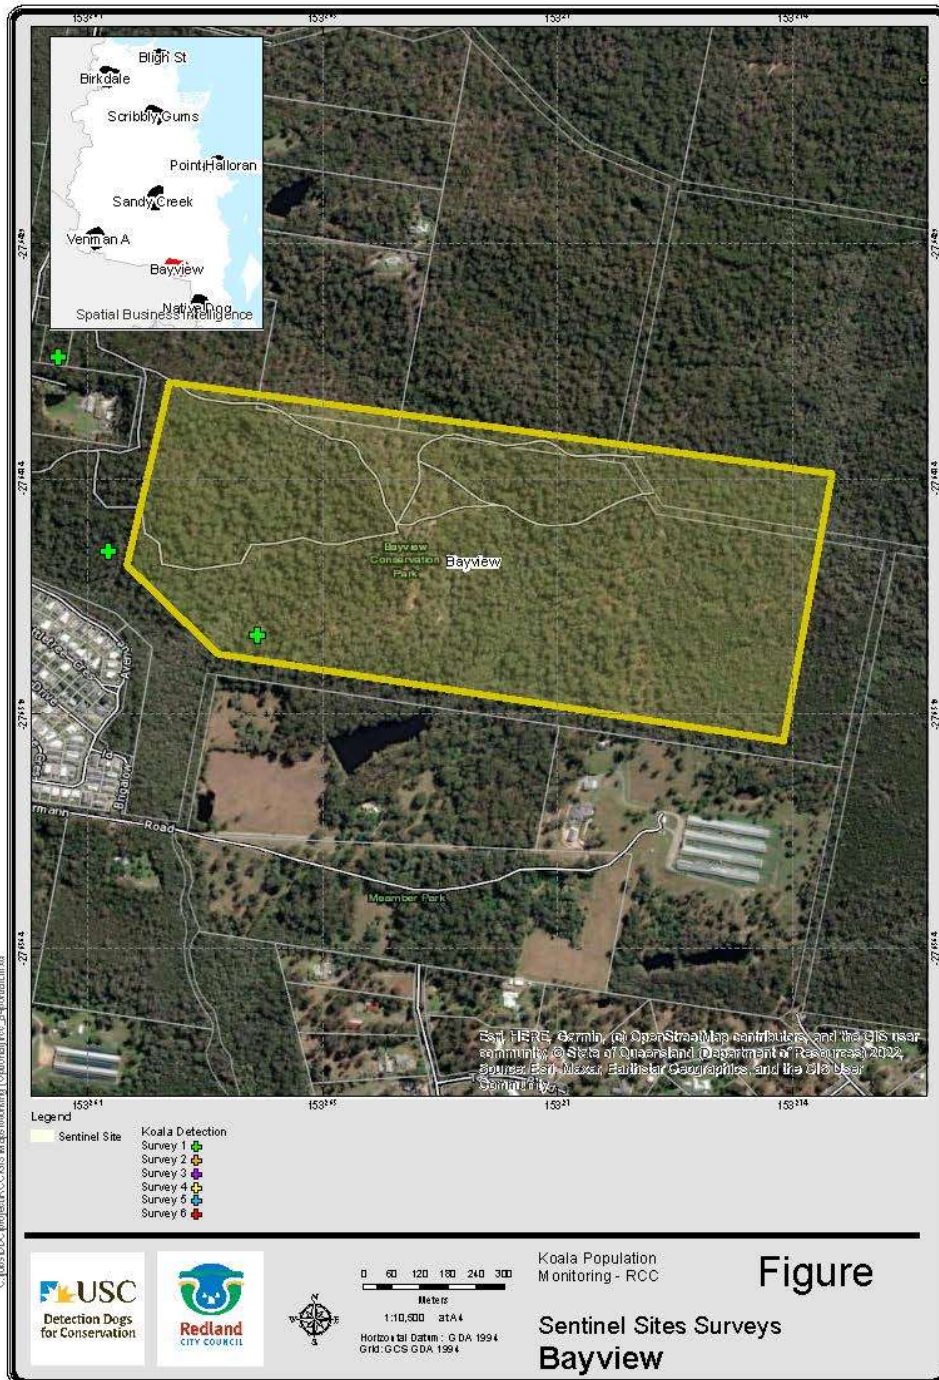 Bligh St
Birkdale
Scribbly Gums
Point Halloran
Sandy Creek
Venman A
Bayview
Native Dog
Spatial Business Intelligence
Bayview
Conservation
Park
Bayview
Drive
Brigalow
Road
Meamber Park
Esri, HERE, Garmin, (c) OpenStreetMap contributors, and the GIS user
community, © State of Queensland (Department of Resources) 2022,
Source: Esri, Maxar, Earthstar Geographics, and the GIS User
Community
Legend
Sentinel Site
Koala Detection
Survey 1
Survey 2
Survey 3
Survey 4
Survey 5
Survey 6
USC
Detection Dogs
for Conservation
Redland
CITY COUNCIL
N
E
S
0 60 120 180 240 300
Meters
1:10,500 at A4
Horizontal Datum: GDA 1994
Grid: GCS GDA 1994
Koala Population
Monitoring - RCC
Figure
Sentinel Sites Surveys
Bayview